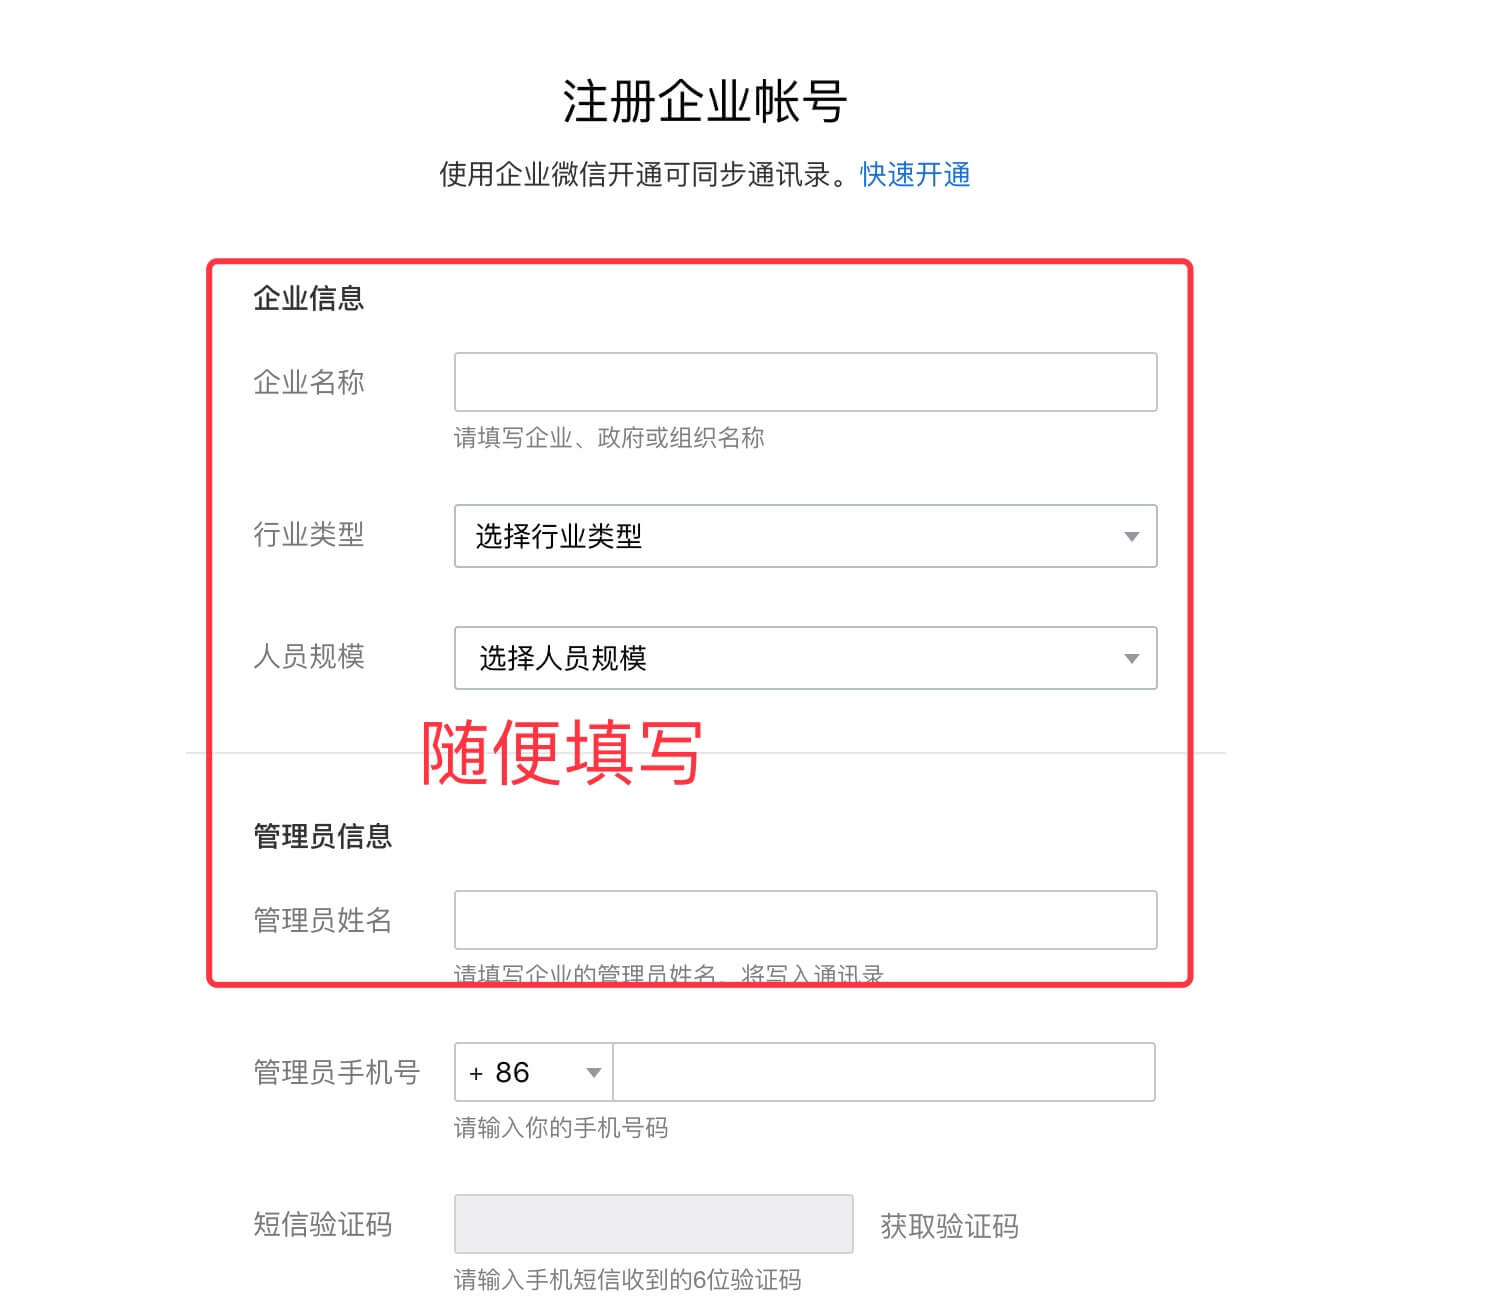 注册企业帐号
使用企业微信开通可同步通讯录。快速开通
企业信息
企业名称
请填写企业、政府或组织名称
行业类型 选择行业类型
人员规模 选择人员规模
随便填写
管理员信息
管理员姓名
请填写企业的管理员姓名，将写入通讯录
管理员手机号 + 86
请输入你的手机号码
短信验证码 获取验证码
请输入手机短信收到的6位验证码